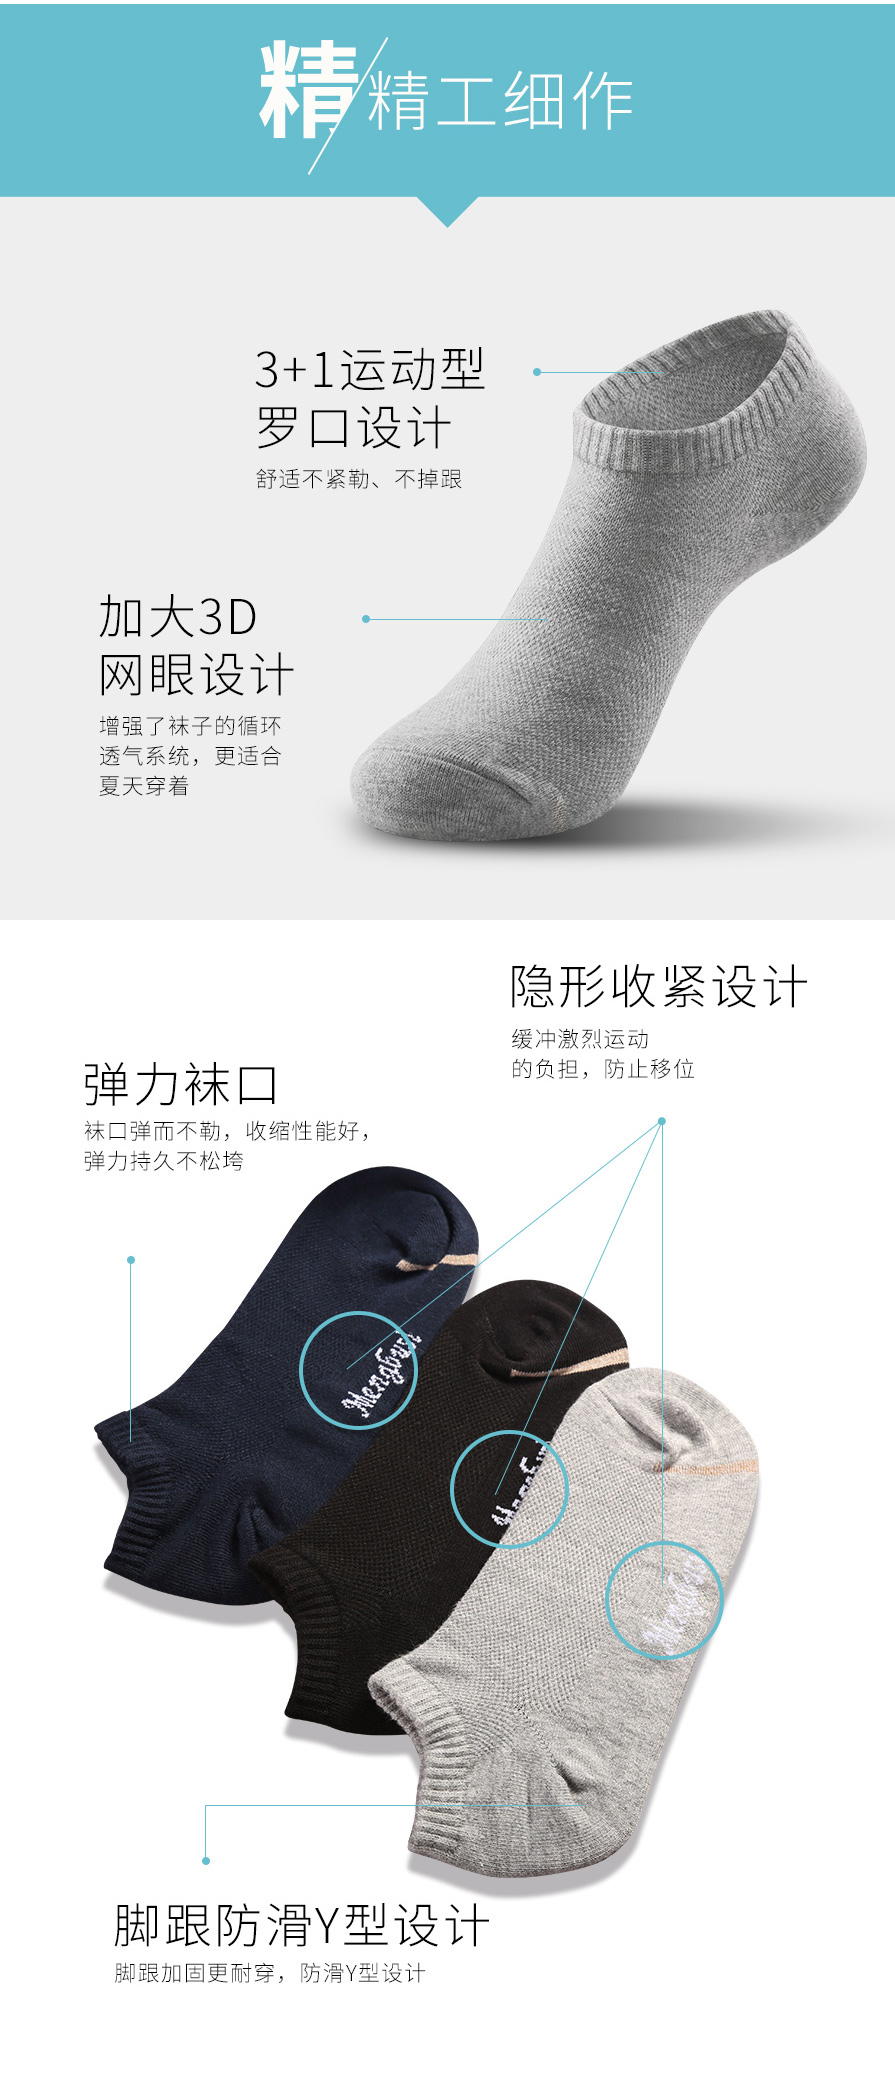 精
精工细作
3+1运动型
罗口设计
舒适不紧勒、不掉跟
加大3D
网眼设计
增强了袜子的循环
透气系统，更适合
夏天穿着
隐形收紧设计
缓冲激烈运动
的负担，防止移位
弹力袜口
袜口弹而不勒，收缩性能好，
弹力持久不松垮
脚跟防滑Y型设计
脚跟加固更耐穿，防滑Y型设计